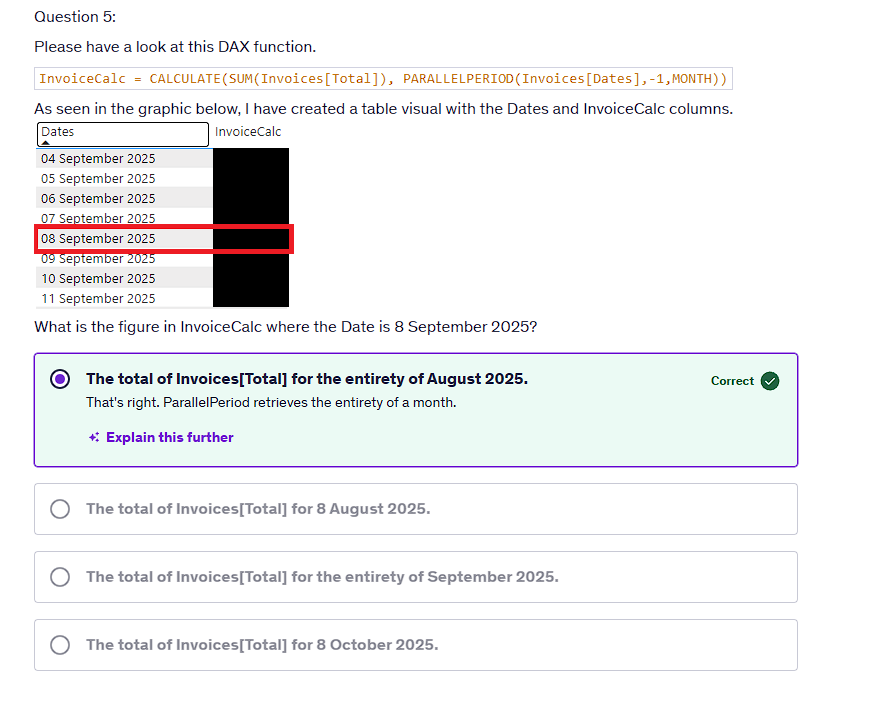 Question 5:
Please have a look at this DAX function.
InvoiceCalc = CALCULATE(SUM(Invoices[Total]), PARALLELPERIOD(Invoices[Dates],-1,MONTH))
As seen in the graphic below, I have created a table visual with the Dates and InvoiceCalc columns.
Dates InvoiceCalc
04 September 2025
05 September 2025
06 September 2025
07 September 2025
08 September 2025
09 September 2025
10 September 2025
11 September 2025
What is the figure in InvoiceCalc where the Date is 8 September 2025?
The total of Invoices[Total] for the entirety of August 2025. Correct
That's right. ParallelPeriod retrieves the entirety of a month.
Explain this further
The total of Invoices[Total] for 8 August 2025.
The total of Invoices[Total] for the entirety of September 2025.
The total of Invoices[Total] for 8 October 2025.